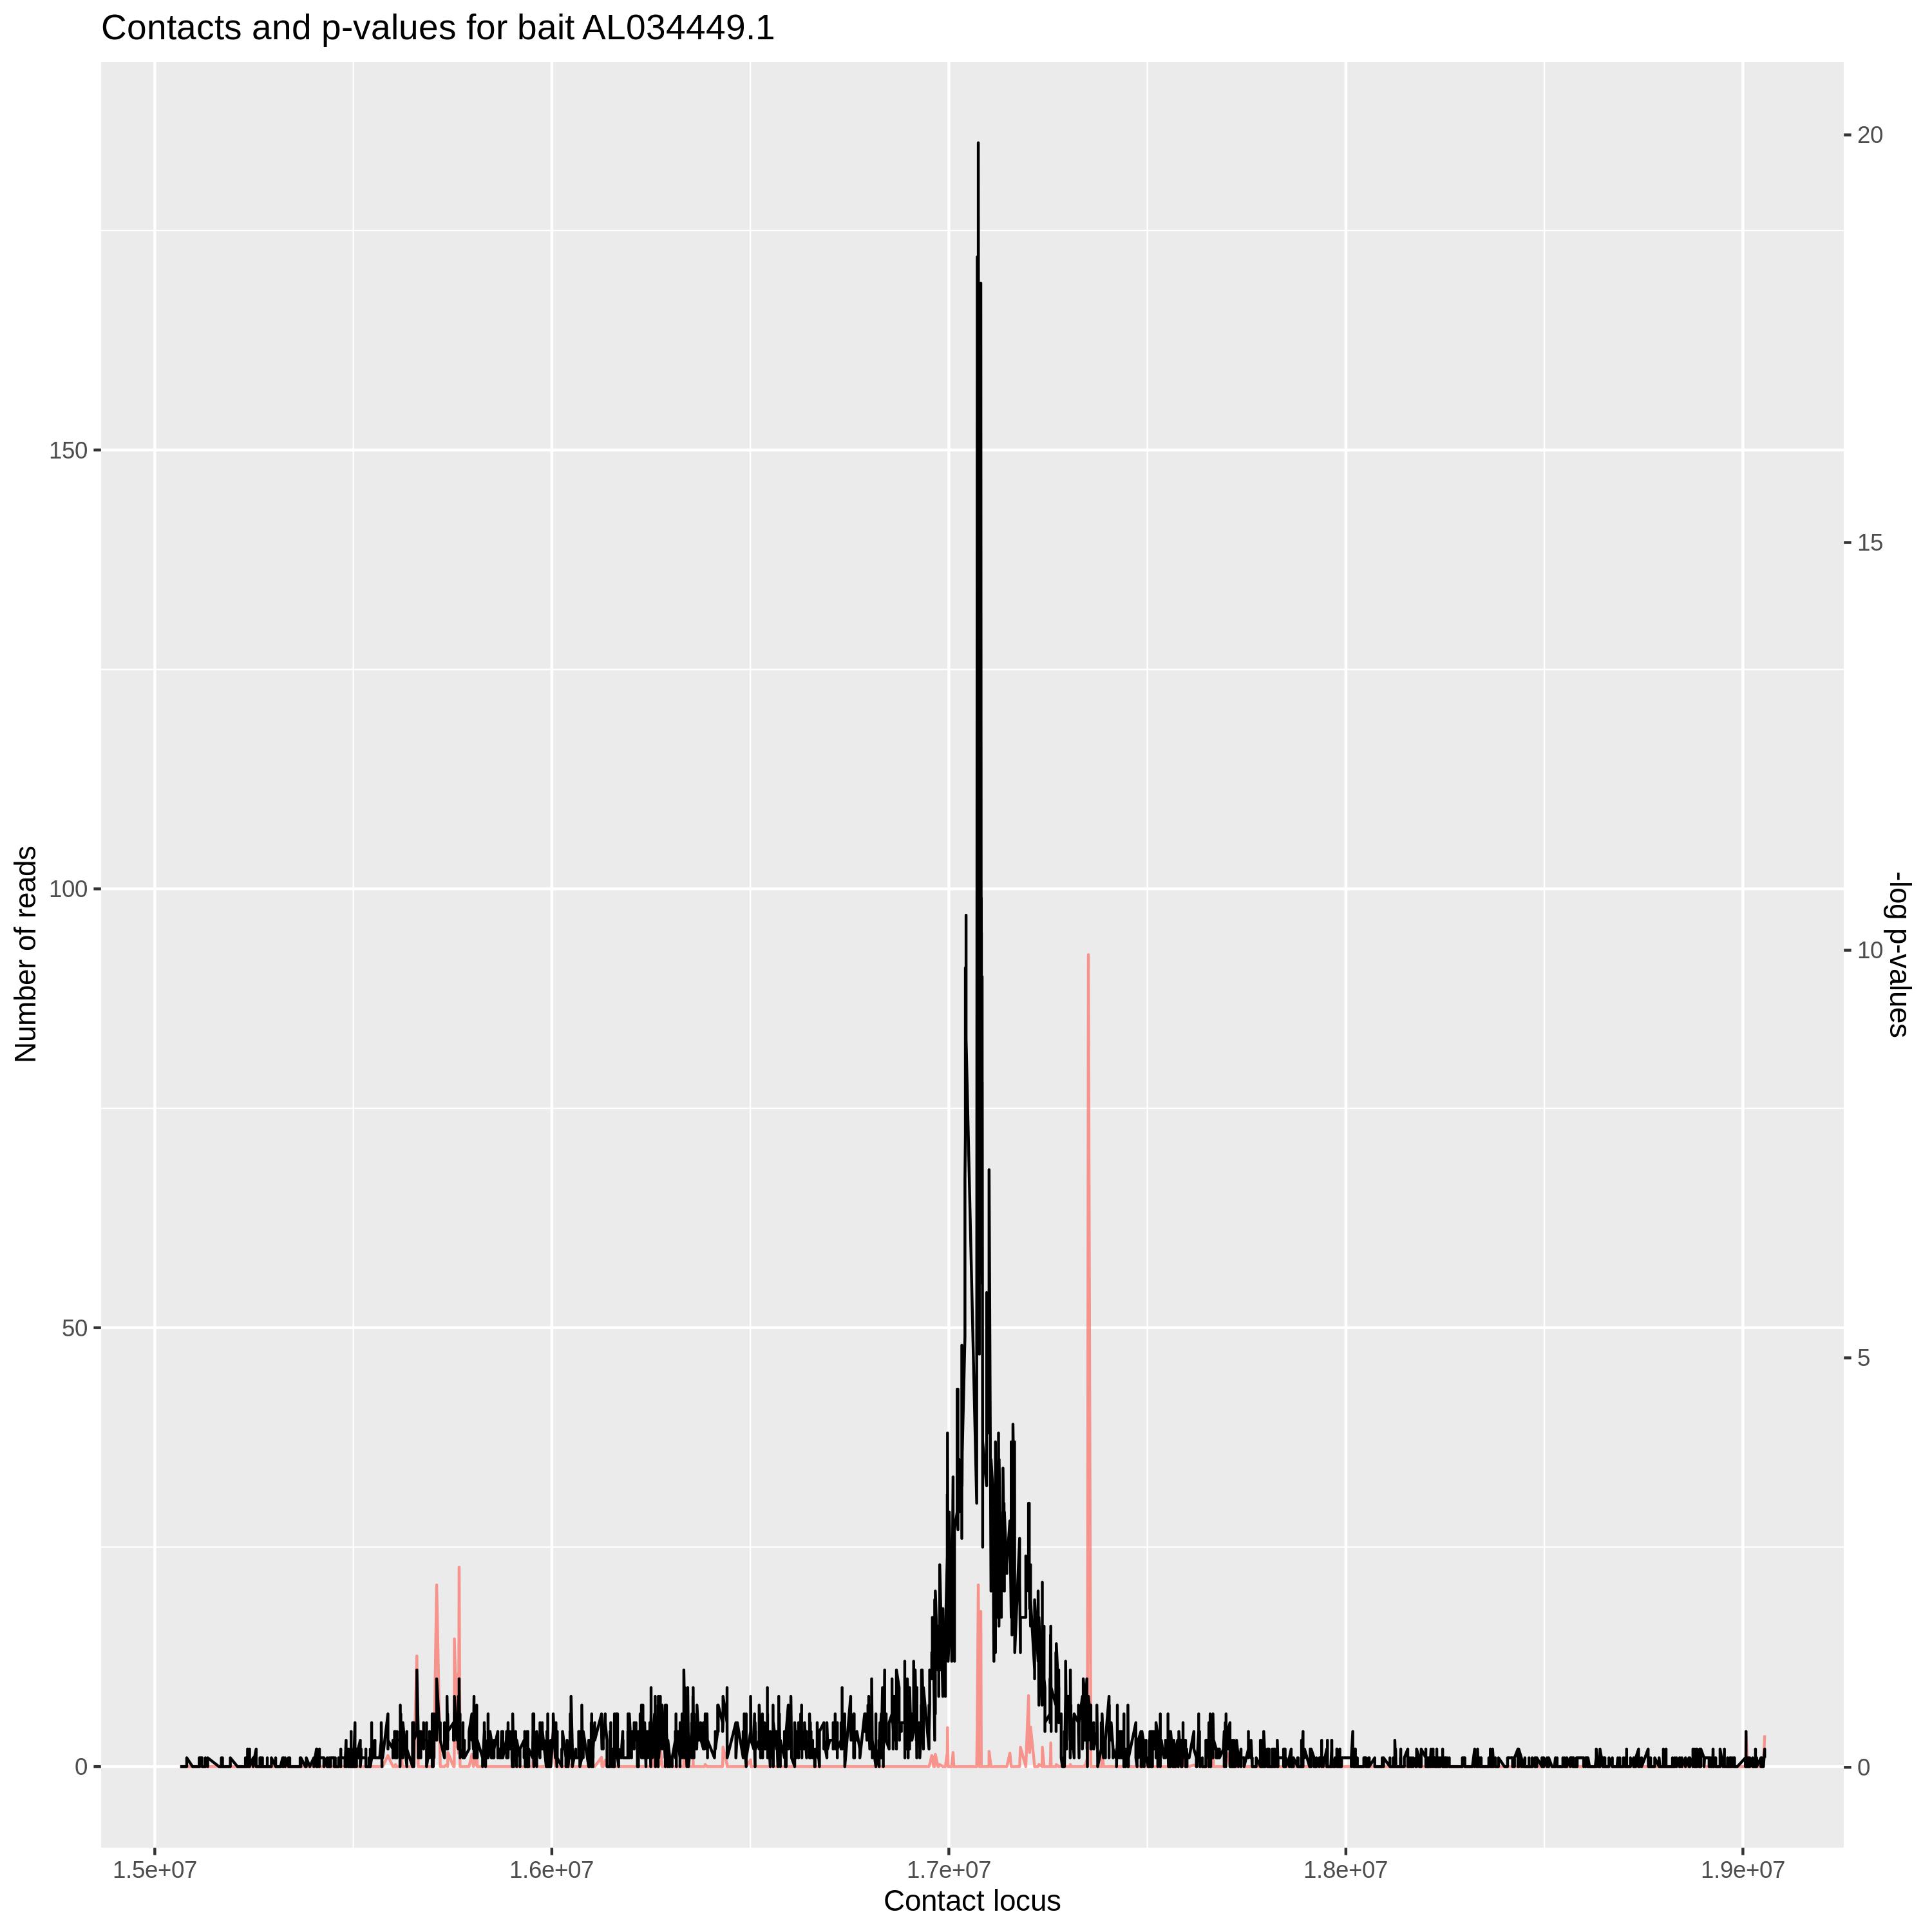 Contacts and p-values for bait AL034449.1
Number of reads
150
100
50
0
20
15
10
5
0
-log p-values
1.5e+07
1.6e+07
1.7e+07
1.8e+07
1.9e+07
Contact locus